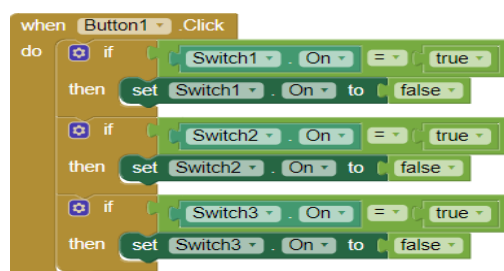 when Button1 .Click
do if Switch1 . On = true
then set Switch1 . On to false
if Switch2 . On = true
then set Switch2 . On to false
if Switch3 . On = true
then set Switch3 . On to false